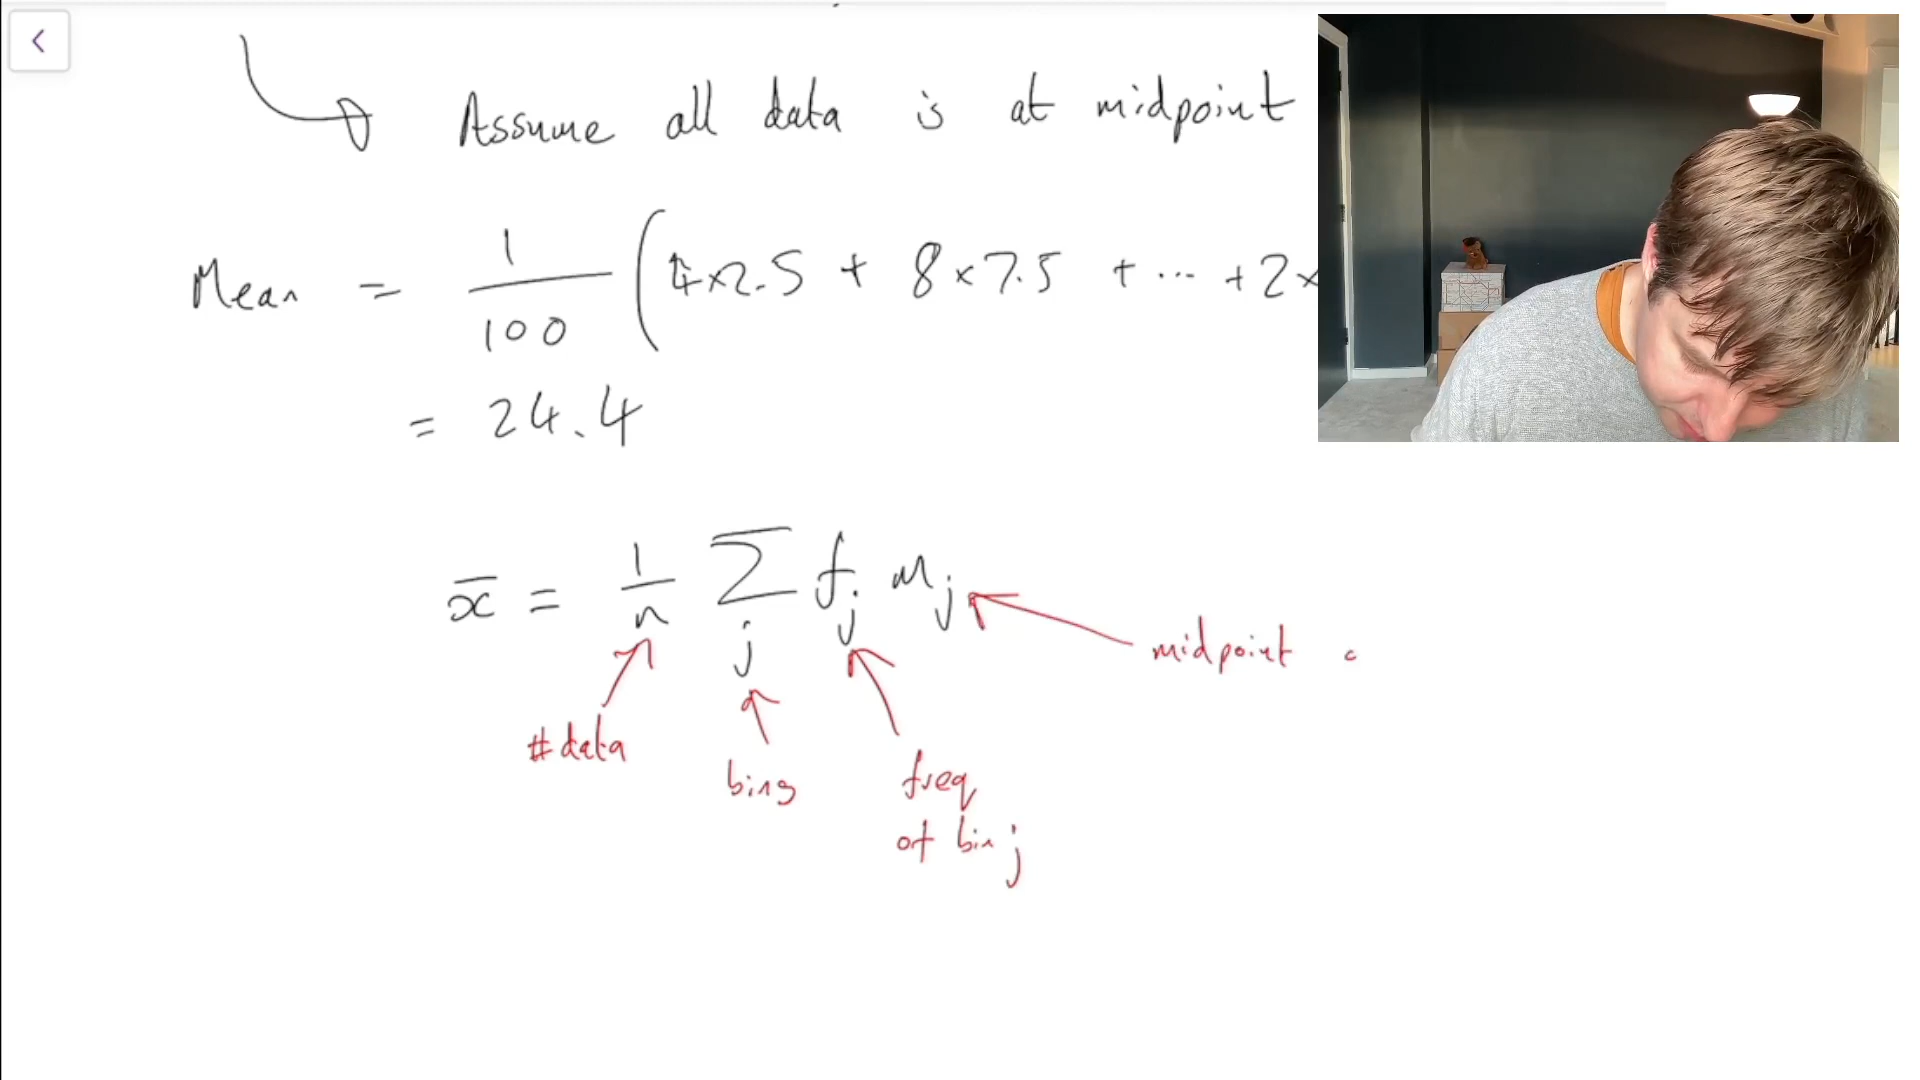 Assume all data is at midpoint
Mean = 1/100 (4×2.5 + 8×7.5 + ... + 2×
= 24.4
x̄ = 1/n ∑_j f_j m_j
midpoint
#data
bins
freq
of bin j